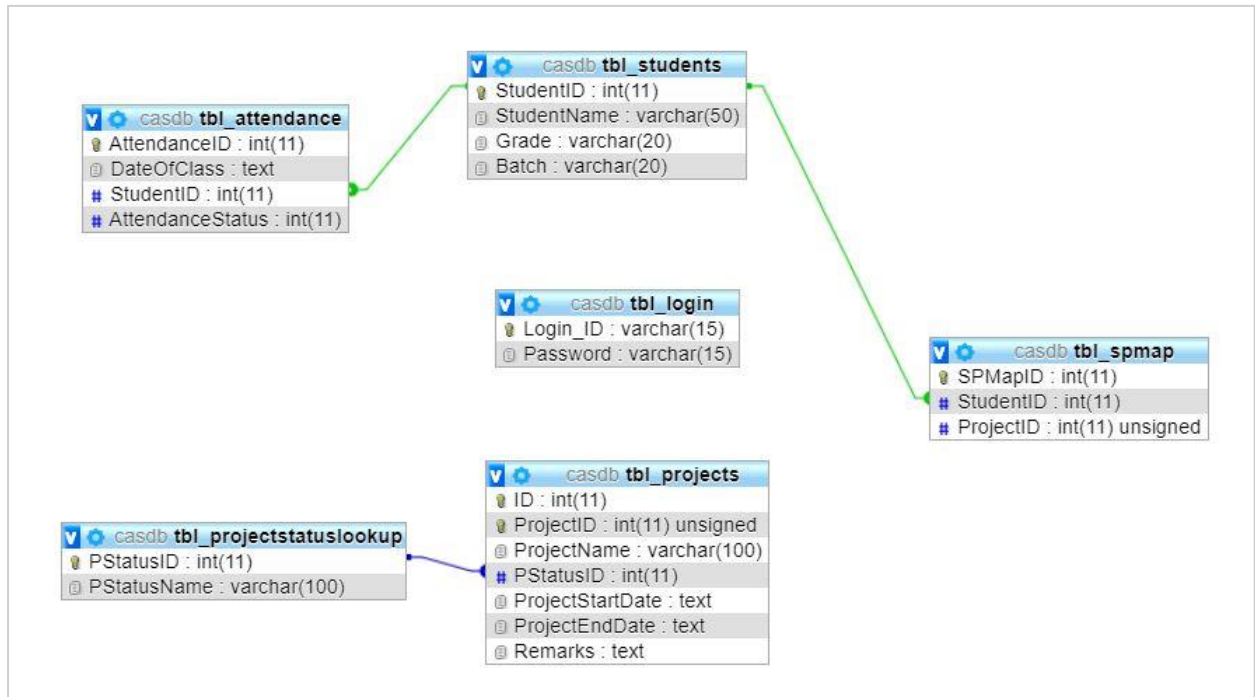 casdb tbl_students
StudentID : int(11)
StudentName : varchar(50)
Grade : varchar(20)
Batch : varchar(20)
casdb tbl_attendance
AttendanceID : int(11)
DateOfClass : text
# StudentID : int(11)
# AttendanceStatus : int(11)
casdb tbl_login
Login_ID : varchar(15)
Password : varchar(15)
casdb tbl_spmap
SPMapID : int(11)
# StudentID : int(11)
# ProjectID : int(11) unsigned
casdb tbl_projects
ID : int(11)
ProjectID : int(11) unsigned
ProjectName : varchar(100)
# PStatusID : int(11)
ProjectStartDate : text
ProjectEndDate : text
Remarks : text
casdb tbl_projectstatuslookup
PStatusID : int(11)
PStatusName : varchar(100)